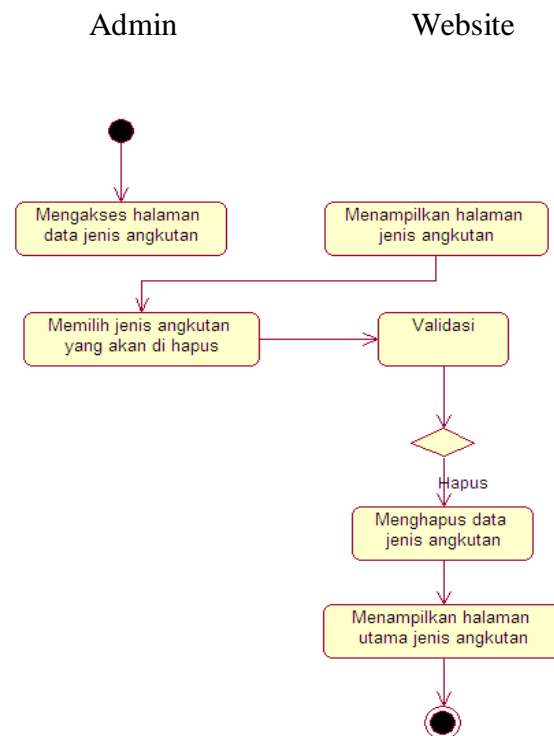 Admin
Website
Mengakses halaman
data jenis angkutan
Menampilkan halaman
jenis angkutan
Memilih jenis angkutan
yang akan di hapus
Validasi
Hapus
Menghapus data
jenis angkutan
Menampilkan halaman
utama jenis angkutan